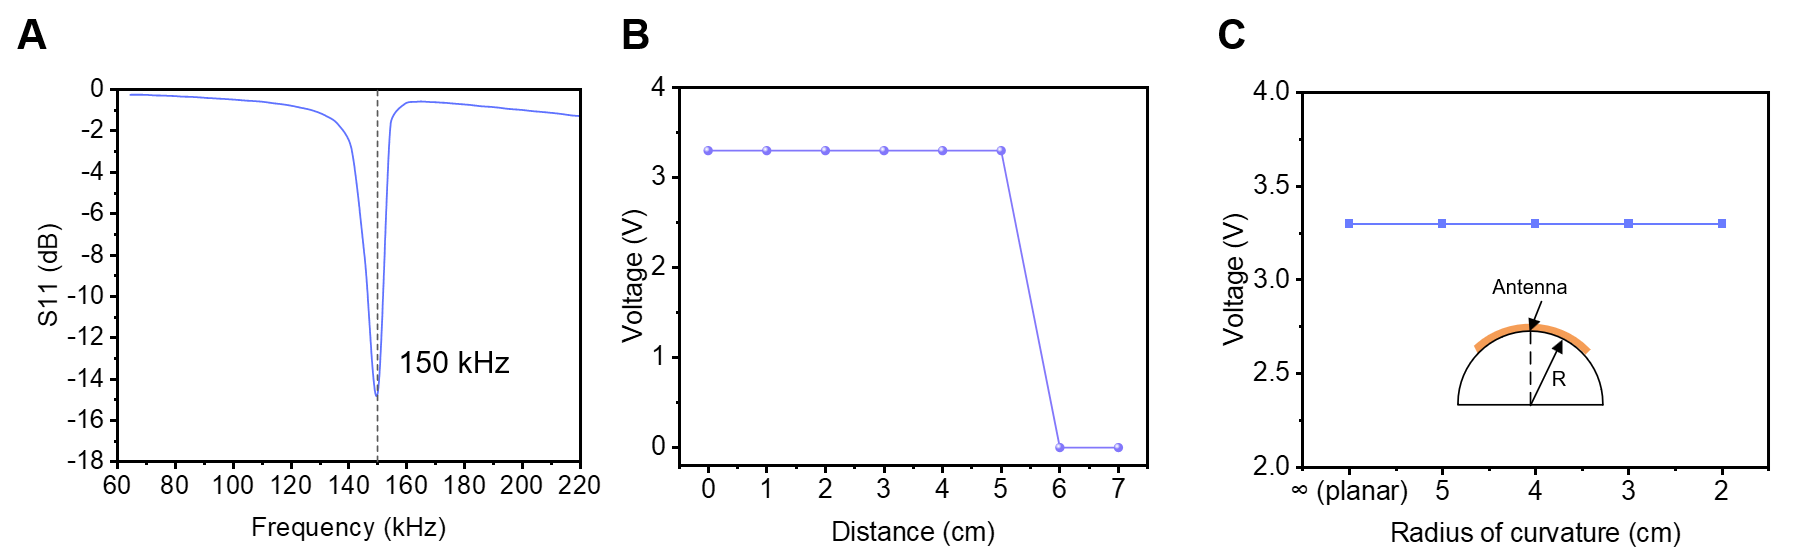 A
0
-2
-4
-6
-8
-10
-12
-14
-16
-18
S11 (dB)
150 kHz
60 80 100 120 140 160 180 200 220
Frequency (kHz)
B
4
3
2
1
0
Voltage (V)
0 1 2 3 4 5 6 7
Distance (cm)
C
4.0
3.5
3.0
2.5
2.0
Voltage (V)
Antenna
R
∞ (planar) 5 4 3 2
Radius of curvature (cm)